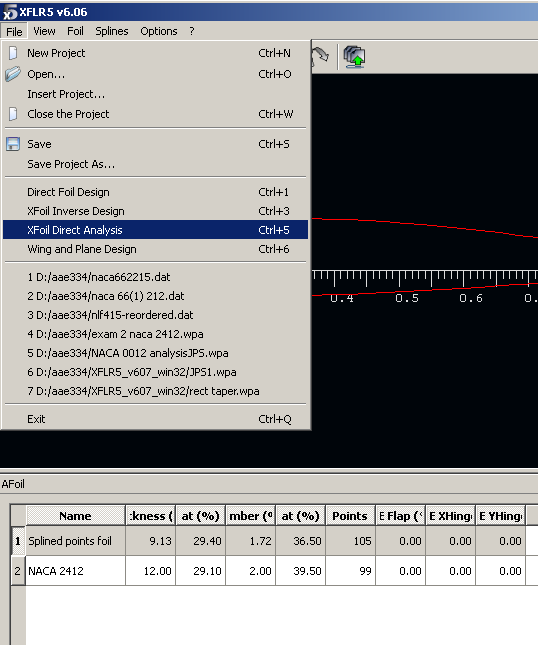 XFLR5 v6.06
File View Foil Splines Options ?
New Project Ctrl+N
Open... Ctrl+O
Insert Project...
Close the Project Ctrl+W
Save Ctrl+S
Save Project As...
Direct Foil Design Ctrl+1
XFoil Inverse Design Ctrl+3
XFoil Direct Analysis Ctrl+5
Wing and Plane Design Ctrl+6
0.4 0.5 0.6 0.
1 D:/aae334/naca662215.dat
2 D:/aae334/naca 66(1) 212.dat
3 D:/aae334/nlf415-reordered.dat
4 D:/aae334/exam 2 naca 2412.wpa
5 D:/aae334/NACA 0012 analysisJPS.wpa
6 D:/aae334/XFLR5_v607_win32/JPS1.wpa
7 D:/aae334/XFLR5_v607_win32/rect taper.wpa
Exit Ctrl+Q
AFoil
Name :kness ( at (%) mber (% at (%) Points E Flap (° E XHing E YHing
1 Splined points foil 9.13 29.40 1.72 36.50 105 0.00 0.00 0.00
2 NACA 2412 12.00 29.10 2.00 39.50 99 0.00 0.00 0.00